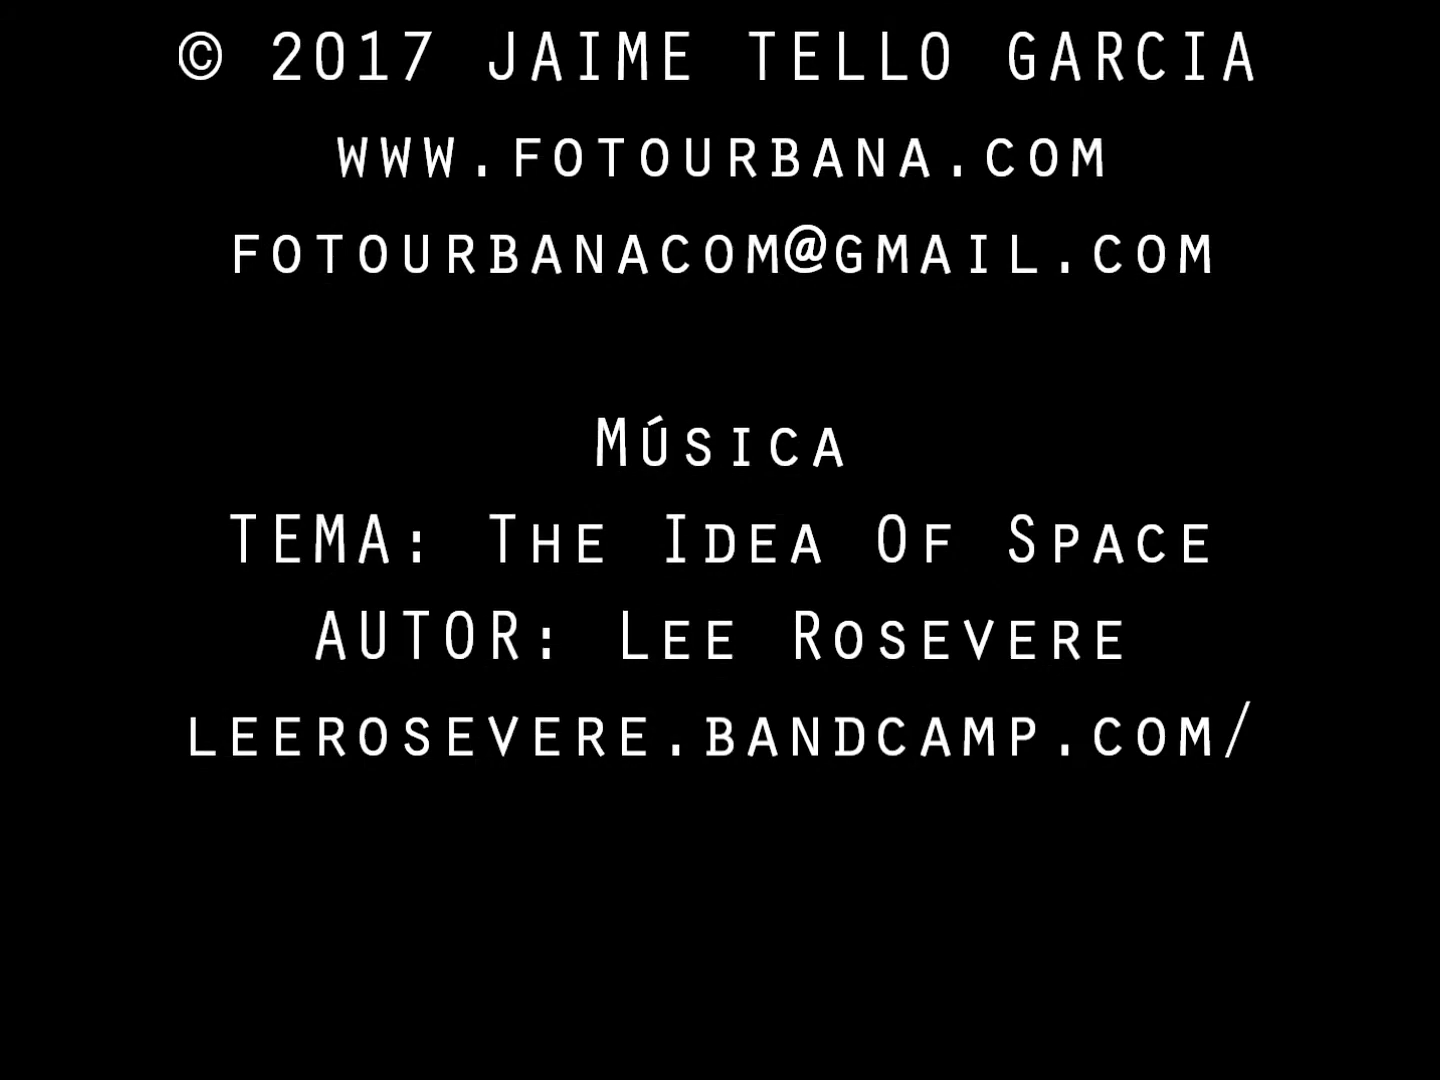 © 2017 JAIME TELLO GARCIA
www.fotourbana.com
fotourbanacom@gmail.com
Música
TEMA: The Idea Of Space
AUTOR: Lee Rosevere
leerosevere.bandcamp.com/